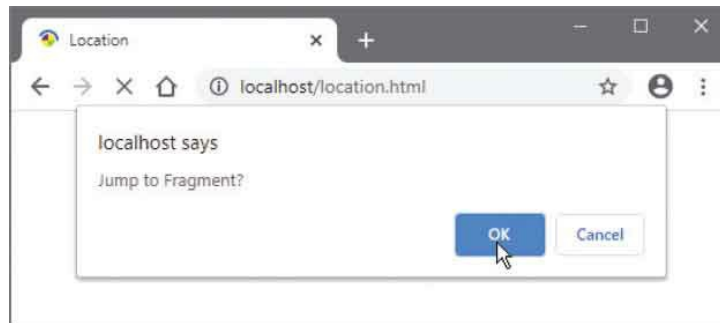 Location
localhost/location.html
localhost says
Jump to Fragment?
OK Cancel